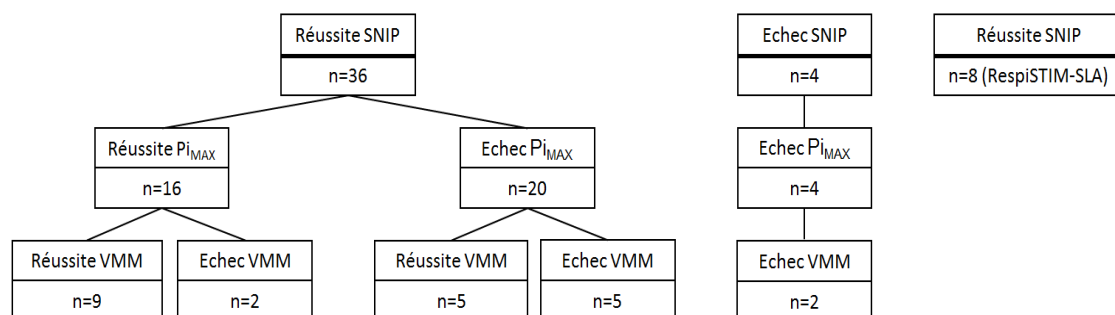 Réussite SNIP
n=36
Echec SNIP
n=4
Réussite SNIP
n=8 (RespiSTIM-SLA)
Réussite PiMAX
n=16
Echec PiMAX
n=20
Echec PiMAX
n=4
Réussite VMM
n=9
Echec VMM
n=2
Réussite VMM
n=5
Echec VMM
n=5
Echec VMM
n=2